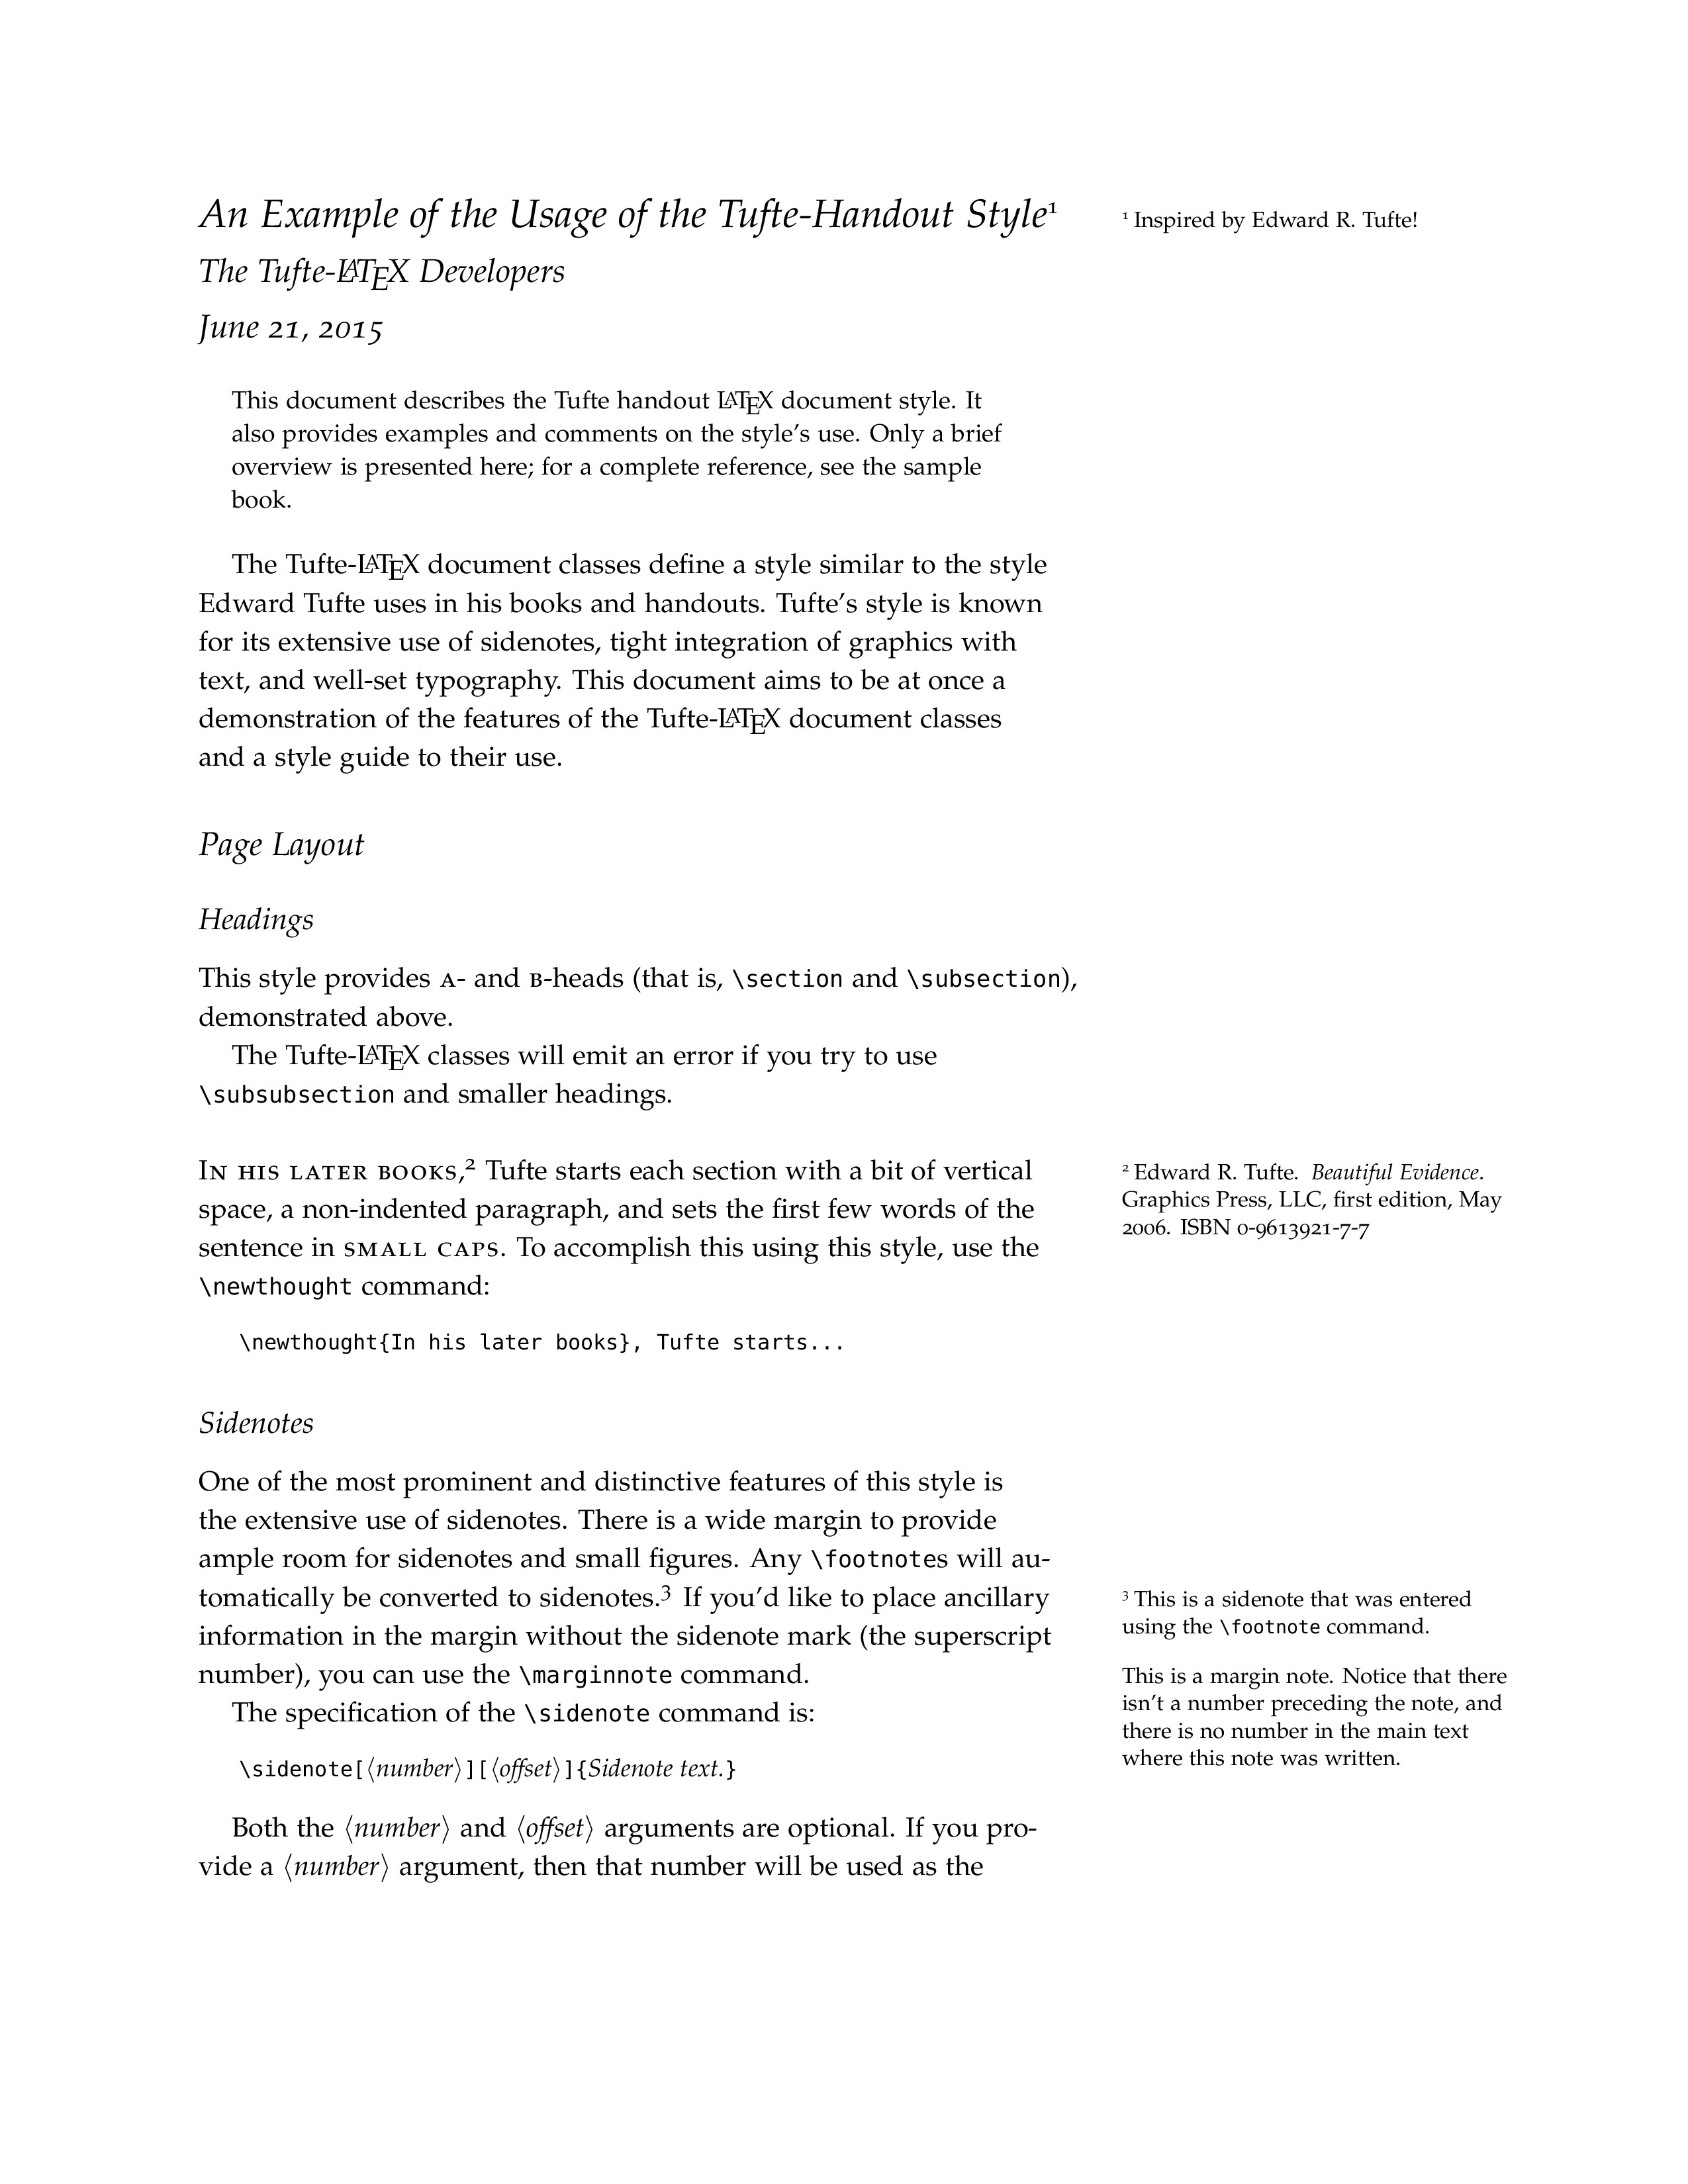 An Example of the Usage of the Tufte-Handout Style¹
The Tufte-LATEX Developers
June 21, 2015
This document describes the Tufte handout LATEX document style. It
also provides examples and comments on the style’s use. Only a brief
overview is presented here; for a complete reference, see the sample
book.
The Tufte-LATEX document classes define a style similar to the style
Edward Tufte uses in his books and handouts. Tufte’s style is known
for its extensive use of sidenotes, tight integration of graphics with
text, and well-set typography. This document aims to be at once a
demonstration of the features of the Tufte-LATEX document classes
and a style guide to their use.
Page Layout
Headings
This style provides A- and B-heads (that is, \section and \subsection),
demonstrated above.
The Tufte-LATEX classes will emit an error if you try to use
\subsubsection and smaller headings.
In his later books,² Tufte starts each section with a bit of vertical
space, a non-indented paragraph, and sets the first few words of the
sentence in small caps. To accomplish this using this style, use the
\newthought command:
\newthought{In his later books}, Tufte starts...
Sidenotes
One of the most prominent and distinctive features of this style is
the extensive use of sidenotes. There is a wide margin to provide
ample room for sidenotes and small figures. Any \footnotes will au-
tomatically be converted to sidenotes.³ If you’d like to place ancillary
information in the margin without the sidenote mark (the superscript
number), you can use the \marginnote command.
The specification of the \sidenote command is:
\sidenote[⟨number⟩][⟨offset⟩]{Sidenote text.}
Both the ⟨number⟩ and ⟨offset⟩ arguments are optional. If you pro-
vide a ⟨number⟩ argument, then that number will be used as the
¹ Inspired by Edward R. Tufte!
² Edward R. Tufte. Beautiful Evidence.
Graphics Press, LLC, first edition, May
2006. ISBN 0-9613921-7-7
³ This is a sidenote that was entered
using the \footnote command.
This is a margin note. Notice that there
isn’t a number preceding the note, and
there is no number in the main text
where this note was written.